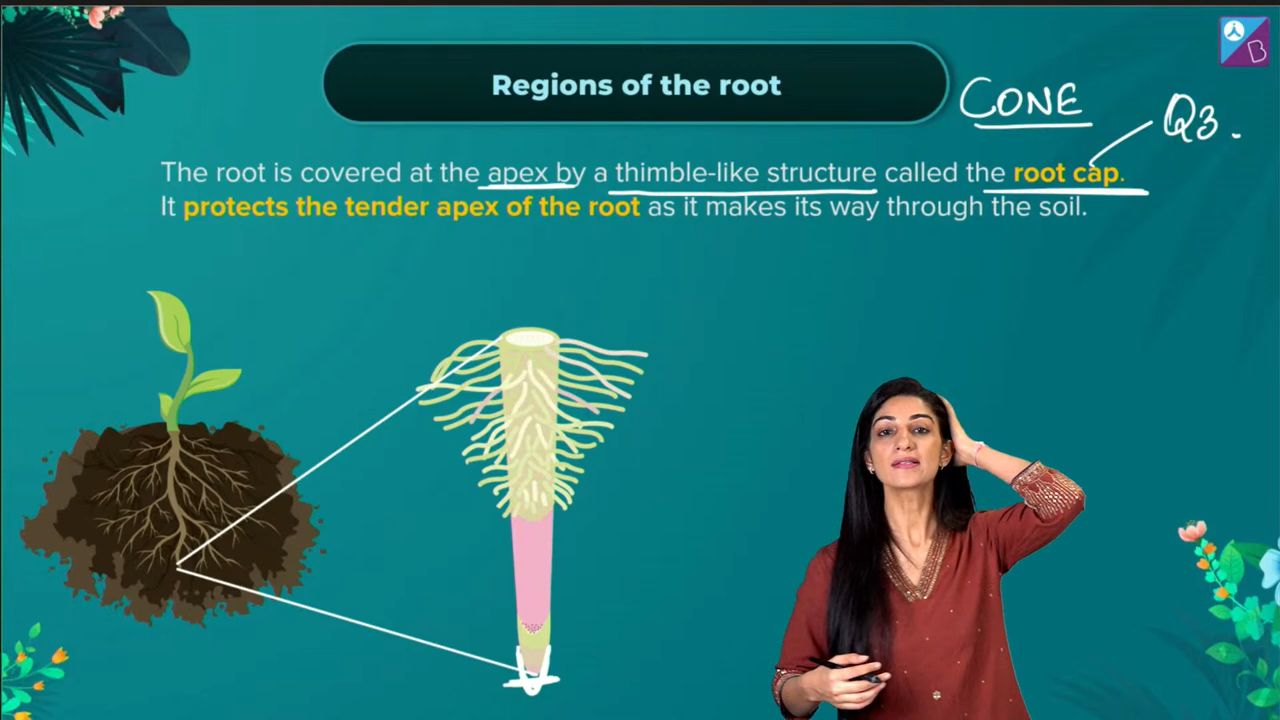 Regions of the root
CONE
Q3.
The root is covered at the apex by a thimble-like structure called the root cap.
It protects the tender apex of the root as it makes its way through the soil.
B